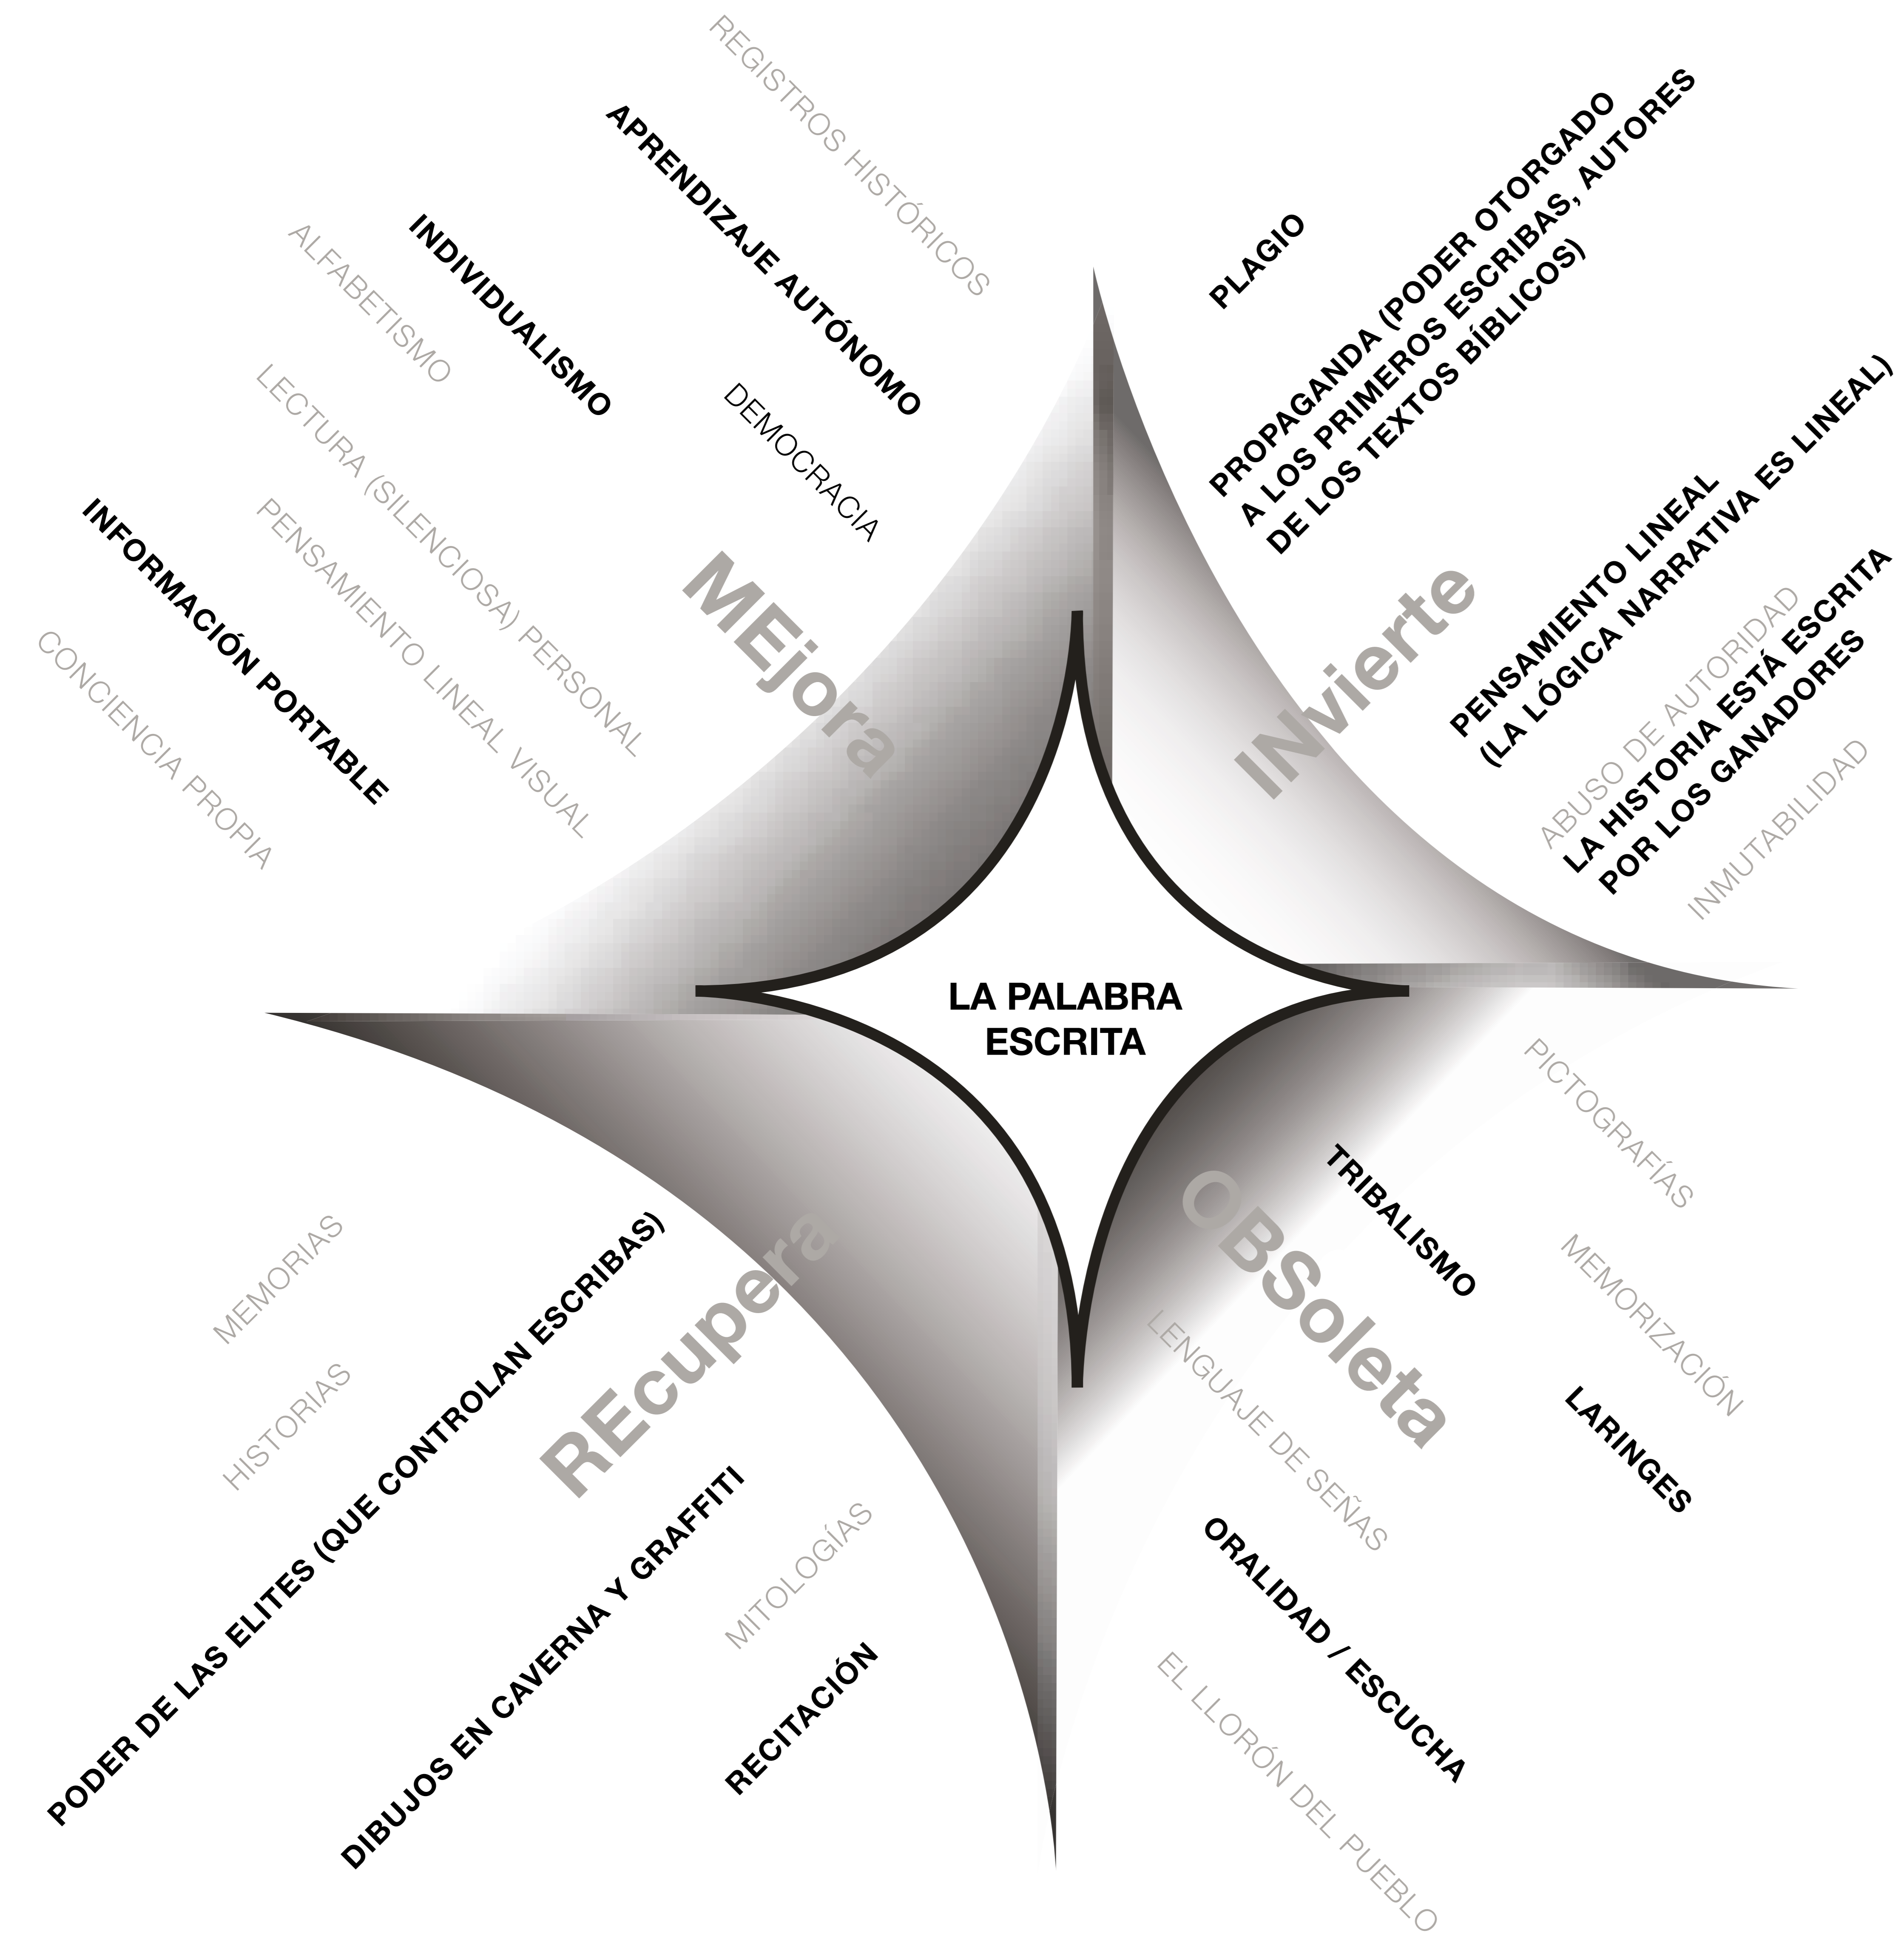 REGISTROS HISTÓRICOS
APRENDIZAJE AUTÓNOMO
INDIVIDUALISMO
ALFABETISMO
DEMOCRACIA
LECTURA (SILENCIOSA) PERSONAL
PENSAMIENTO LINEAL VISUAL
INFORMACIÓN PORTABLE
CONCIENCIA PROPIA
MEjora
PLAGIO
PROPAGANDA (PODER OTORGADO
A LOS PRIMEROS ESCRIBAS, AUTORES
DE LOS TEXTOS BÍBLICOS)
PENSAMIENTO LINEAL
(LA LÓGICA NARRATIVA ES LINEAL)
ABUSO DE AUTORIDAD
LA HISTORIA ESTÁ ESCRITA
POR LOS GANADORES
INMUTABILIDAD
INvierte
LA PALABRA
ESCRITA
REcupera
MEMORIAS
HISTORIAS
PODER DE LAS ELITES (QUE CONTROLAN ESCRIBAS)
DIBUJOS EN CAVERNA Y GRAFFITI
MITOLOGÍAS
RECITACIÓN
OBSoleta
PICTOGRAFÍAS
TRIBALISMO
MEMORIZACIÓN
LARINGES
LENGUAJE DE SEÑAS
ORALIDAD / ESCUCHA
EL LLORÓN DEL PUEBLO